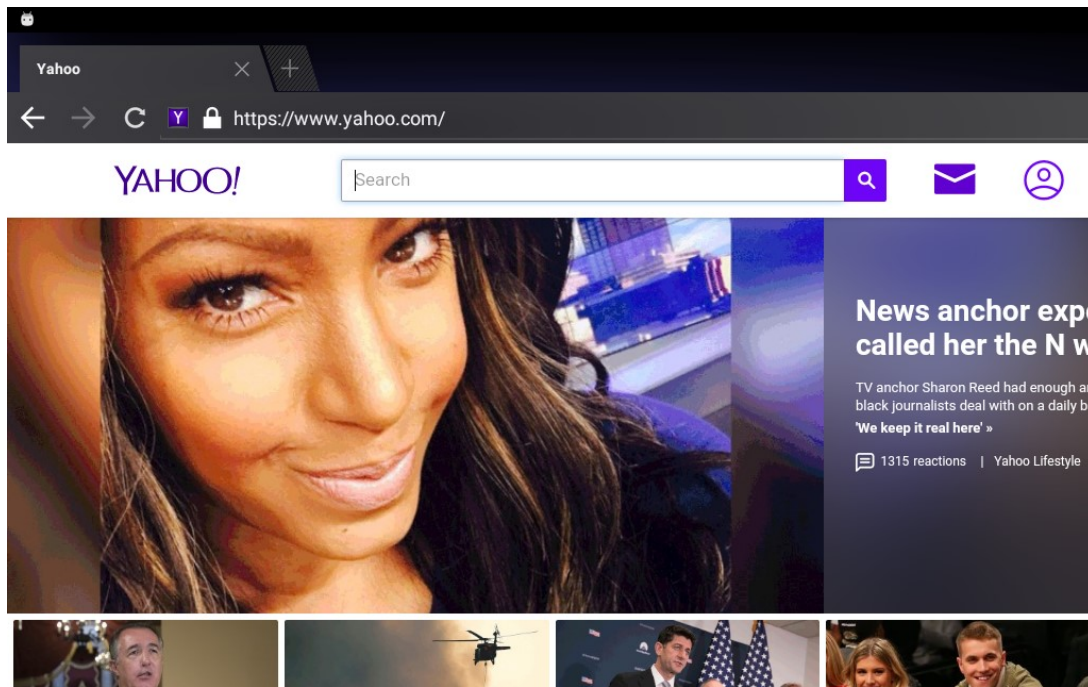 Yahoo
Y https://www.yahoo.com/
YAHOO!
Search
News anchor exp
called her the N w
TV anchor Sharon Reed had enough a
black journalists deal with on a daily b
'We keep it real here' »
1315 reactions | Yahoo Lifestyle